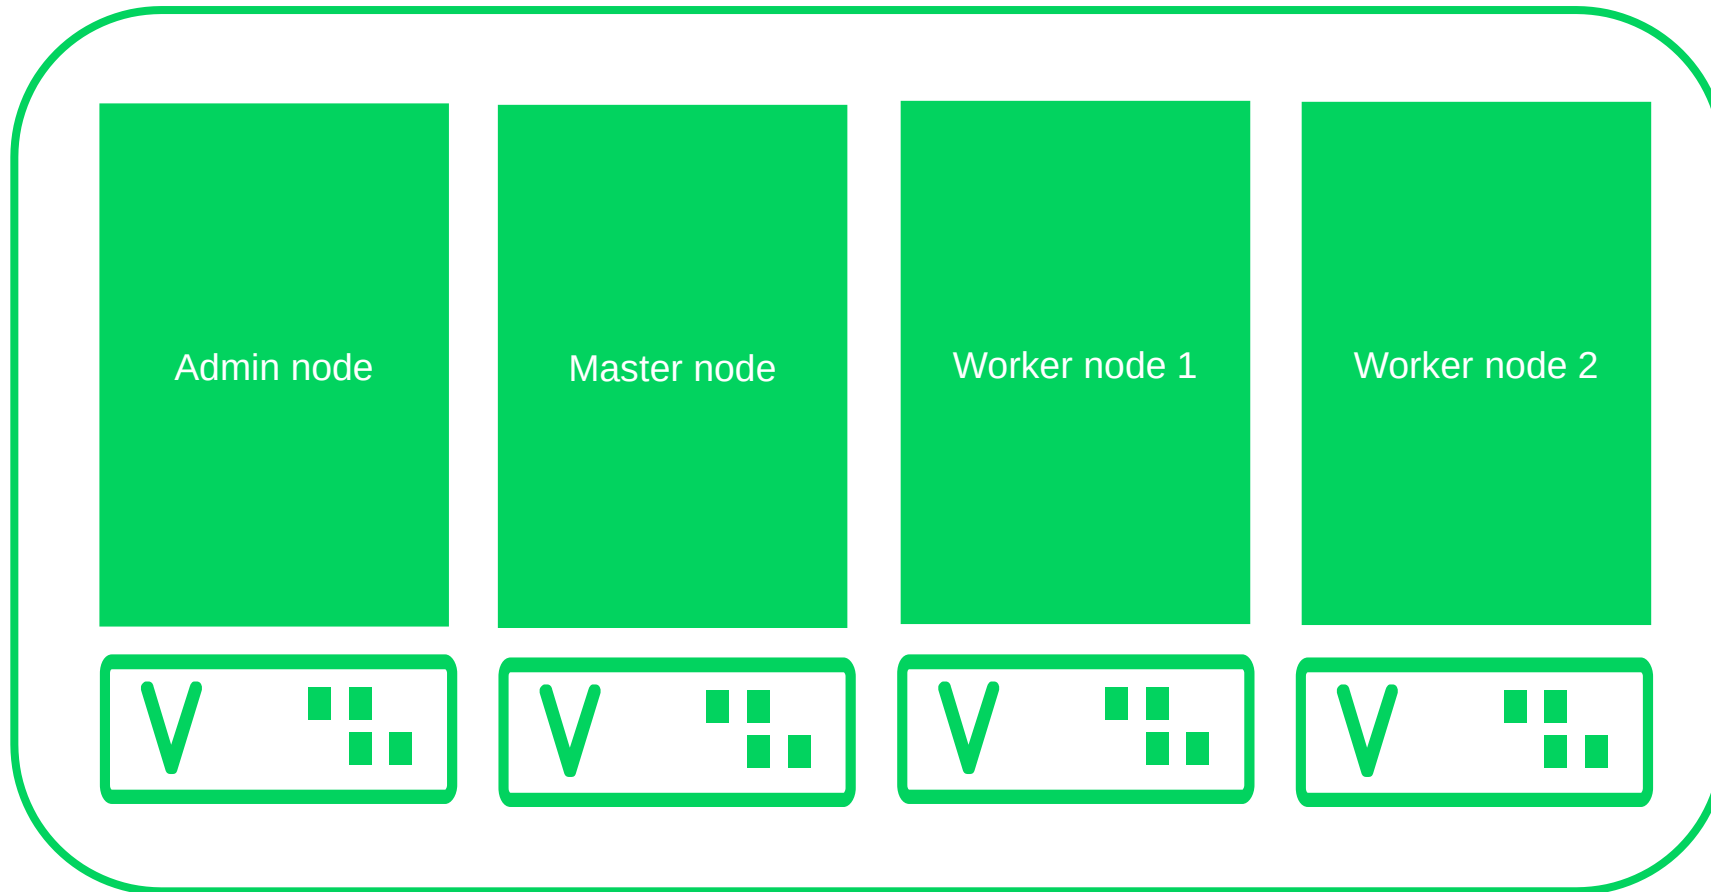 Admin node
Master node
Worker node 1
Worker node 2
V
V
V
V